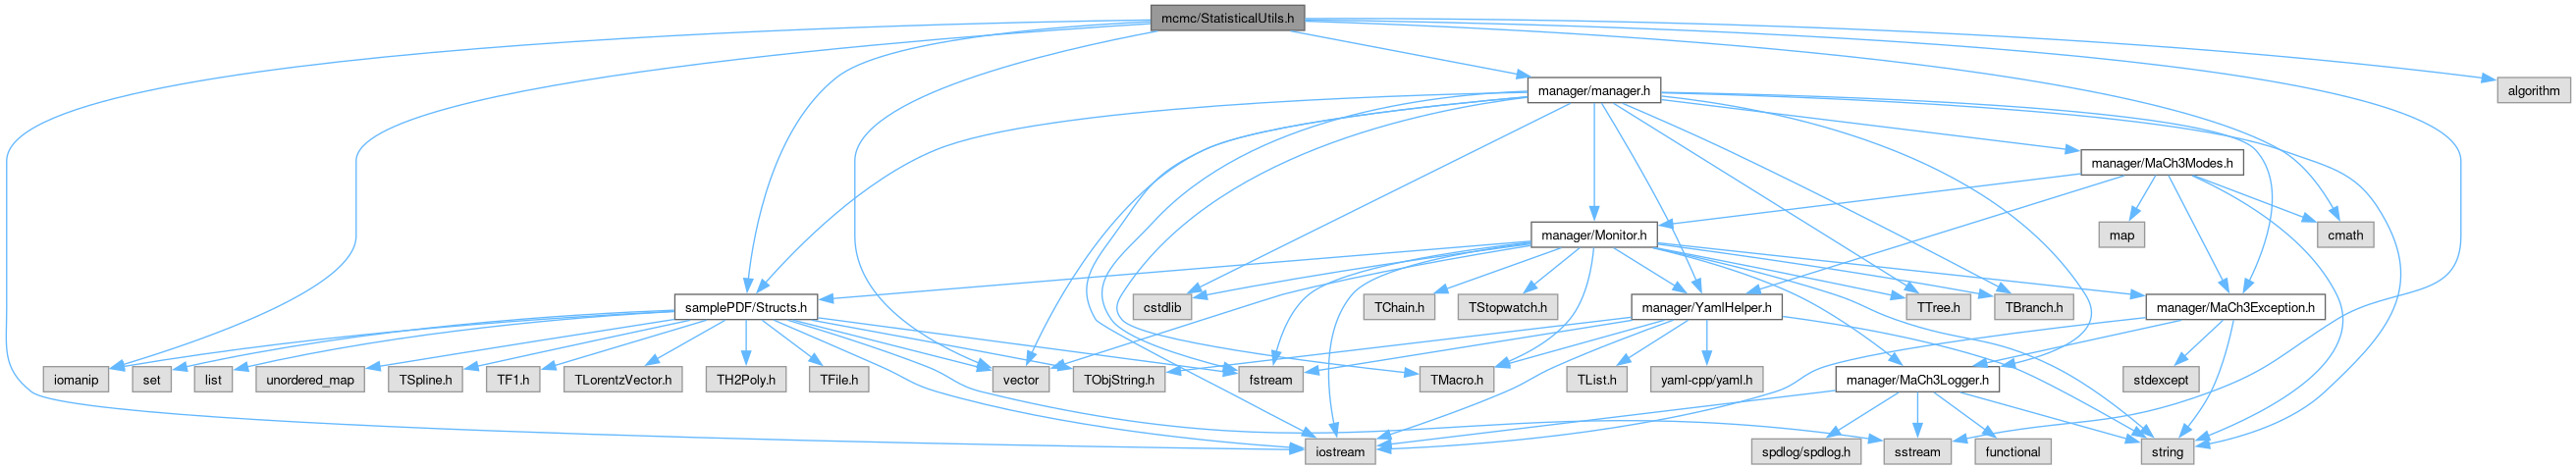 mcmc/StatisticalUtils.h
manager/manager.h
algorithm
manager/MaCh3Modes.h
manager/Monitor.h
map
cmath
samplePDF/Structs.h
cstdlib
TChain.h
TStopwatch.h
manager/YamlHelper.h
TTree.h
TBranch.h
manager/MaCh3Exception.h
iomanip
set
list
unordered_map
TSpline.h
TF1.h
TLorentzVector.h
TH2Poly.h
TFile.h
vector
TObjString.h
fstream
TMacro.h
TList.h
yaml-cpp/yaml.h
manager/MaCh3Logger.h
stdexcept
iostream
spdlog/spdlog.h
sstream
functional
string